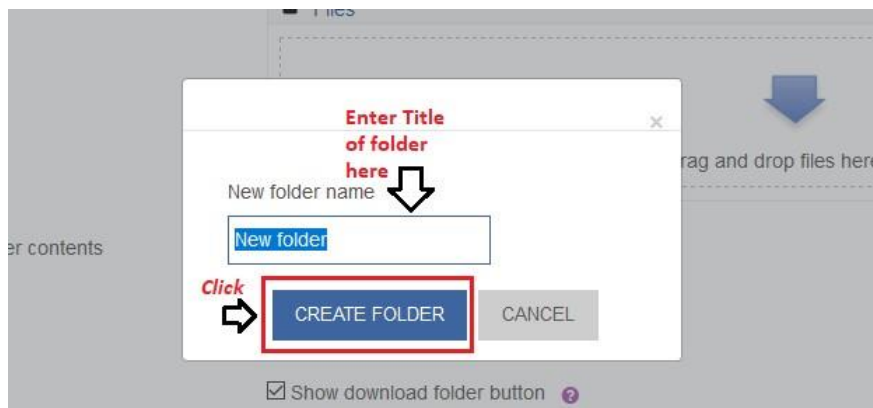 Files
Enter Title
of folder
here
×
rag and drop files here
New folder name
New folder
er contents
Click
CREATE FOLDER
CANCEL
Show download folder button
?